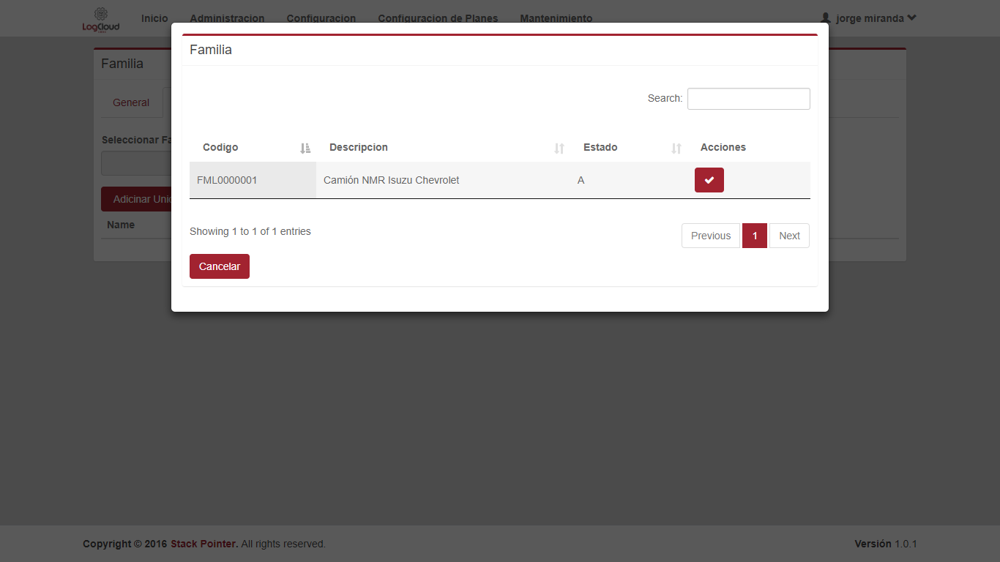 LogCloud
Inicio Administracion Configuracion Configuracion de Planes Mantenimiento jorge miranda
Familia
General
Seleccionar Fa
Adicinar Unid
Name
Familia
Search:
Codigo Descripcion Estado Acciones
FML0000001 Camión NMR Isuzu Chevrolet A
Showing 1 to 1 of 1 entries Previous 1 Next
Cancelar
Copyright © 2016 Stack Pointer. All rights reserved. Versión 1.0.1